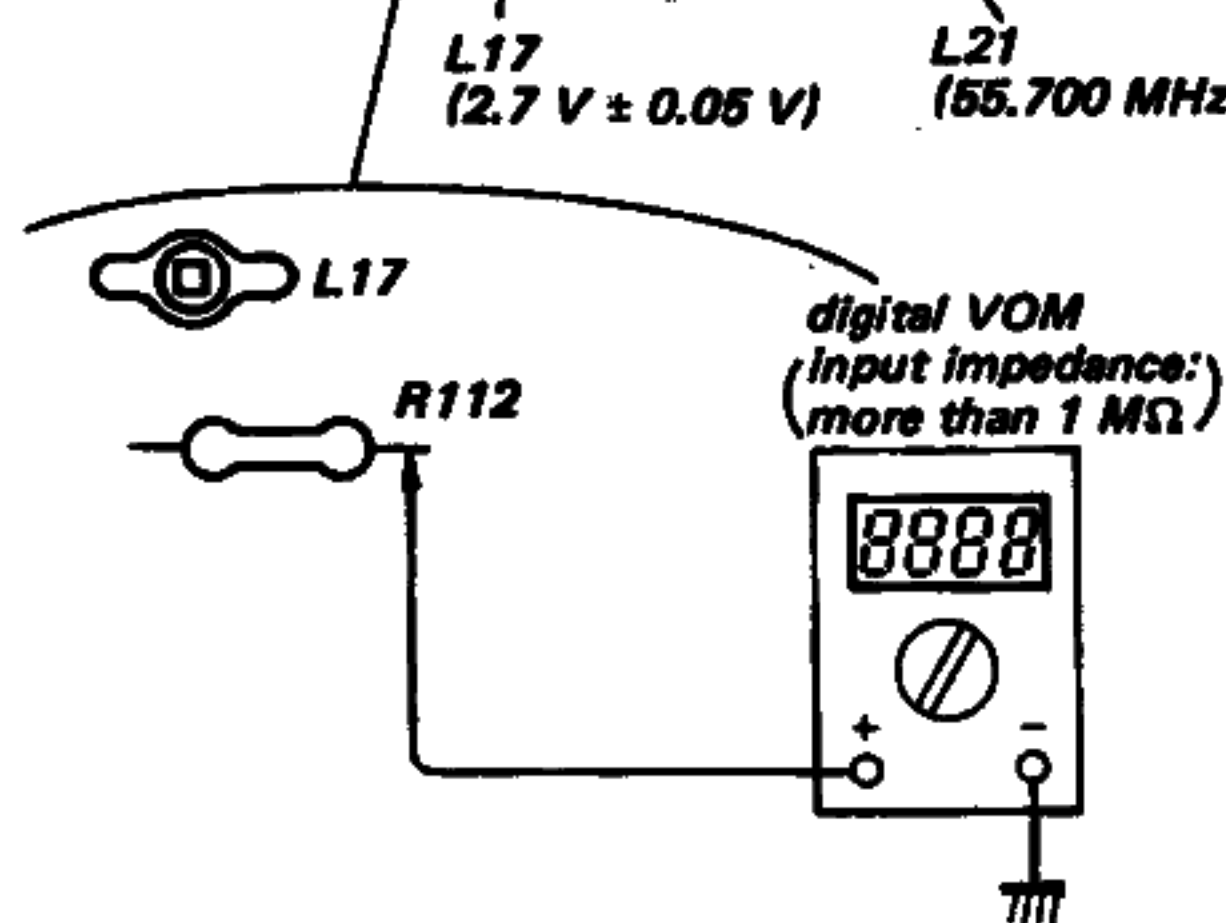 L17
(2.7 V ± 0.05 V)
L21
(55.700 MHz
L17
digital VOM
(input impedance:
more than 1 MΩ)
R112
8888
+
−